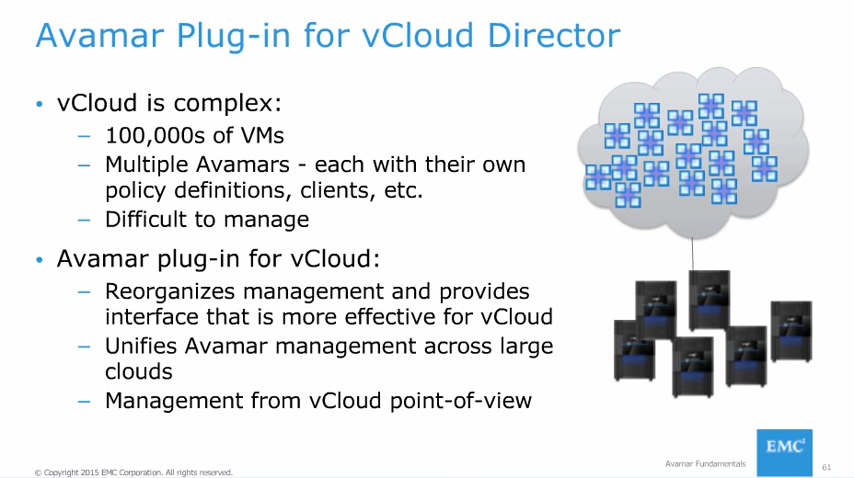 Avamar Plug-in for vCloud Director
• vCloud is complex:
– 100,000s of VMs
– Multiple Avamars - each with their own
policy definitions, clients, etc.
– Difficult to manage
• Avamar plug-in for vCloud:
– Reorganizes management and provides
interface that is more effective for vCloud
– Unifies Avamar management across large
clouds
– Management from vCloud point-of-view
© Copyright 2015 EMC Corporation. All rights reserved.
Avamar Fundamentals
EMC²
61